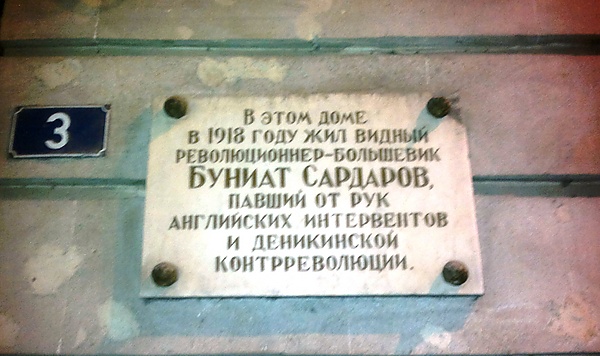 3
В этом доме
в 1918 году жил видный
революционнер-большевик
Буниат Сардаров,
павший от рук
английских интервентов
и деникинской
контрреволюции.